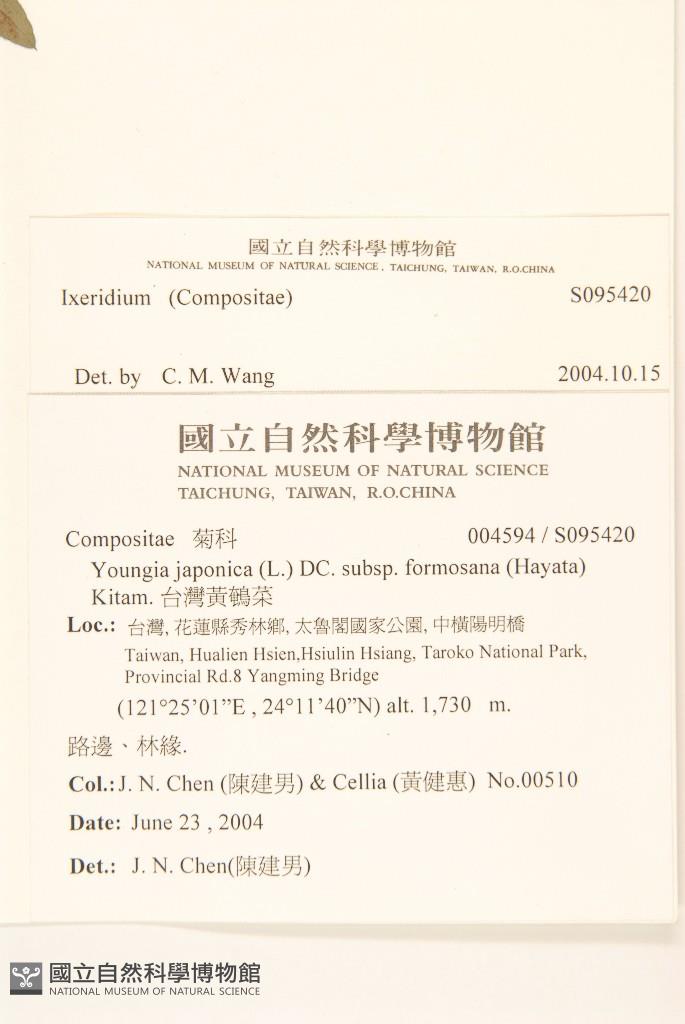 國立自然科學博物館
NATIONAL MUSEUM OF NATURAL SCIENCE, TAICHUNG, TAIWAN, R.O.CHINA
Ixeridium (Compositae) S095420
Det. by C. M. Wang 2004.10.15
國立自然科學博物館
NATIONAL MUSEUM OF NATURAL SCIENCE
TAICHUNG, TAIWAN, R.O.CHINA
Compositae 菊科 004594 / S095420
Youngia japonica (L.) DC. subsp. formosana (Hayata)
Kitam. 台灣黃鵪菜
Loc.: 台灣, 花蓮縣秀林鄉, 太魯閣國家公園, 中橫陽明橋
Taiwan, Hualien Hsien,Hsiulin Hsiang, Taroko National Park,
Provincial Rd.8 Yangming Bridge
(121°25’01”E , 24°11’40”N) alt. 1,730 m.
路邊、林緣.
Col.: J. N. Chen (陳建男) & Cellia (黃健惠) No.00510
Date: June 23 , 2004
Det.: J. N. Chen(陳建男)
國立自然科學博物館
NATIONAL MUSEUM OF NATURAL SCIENCE